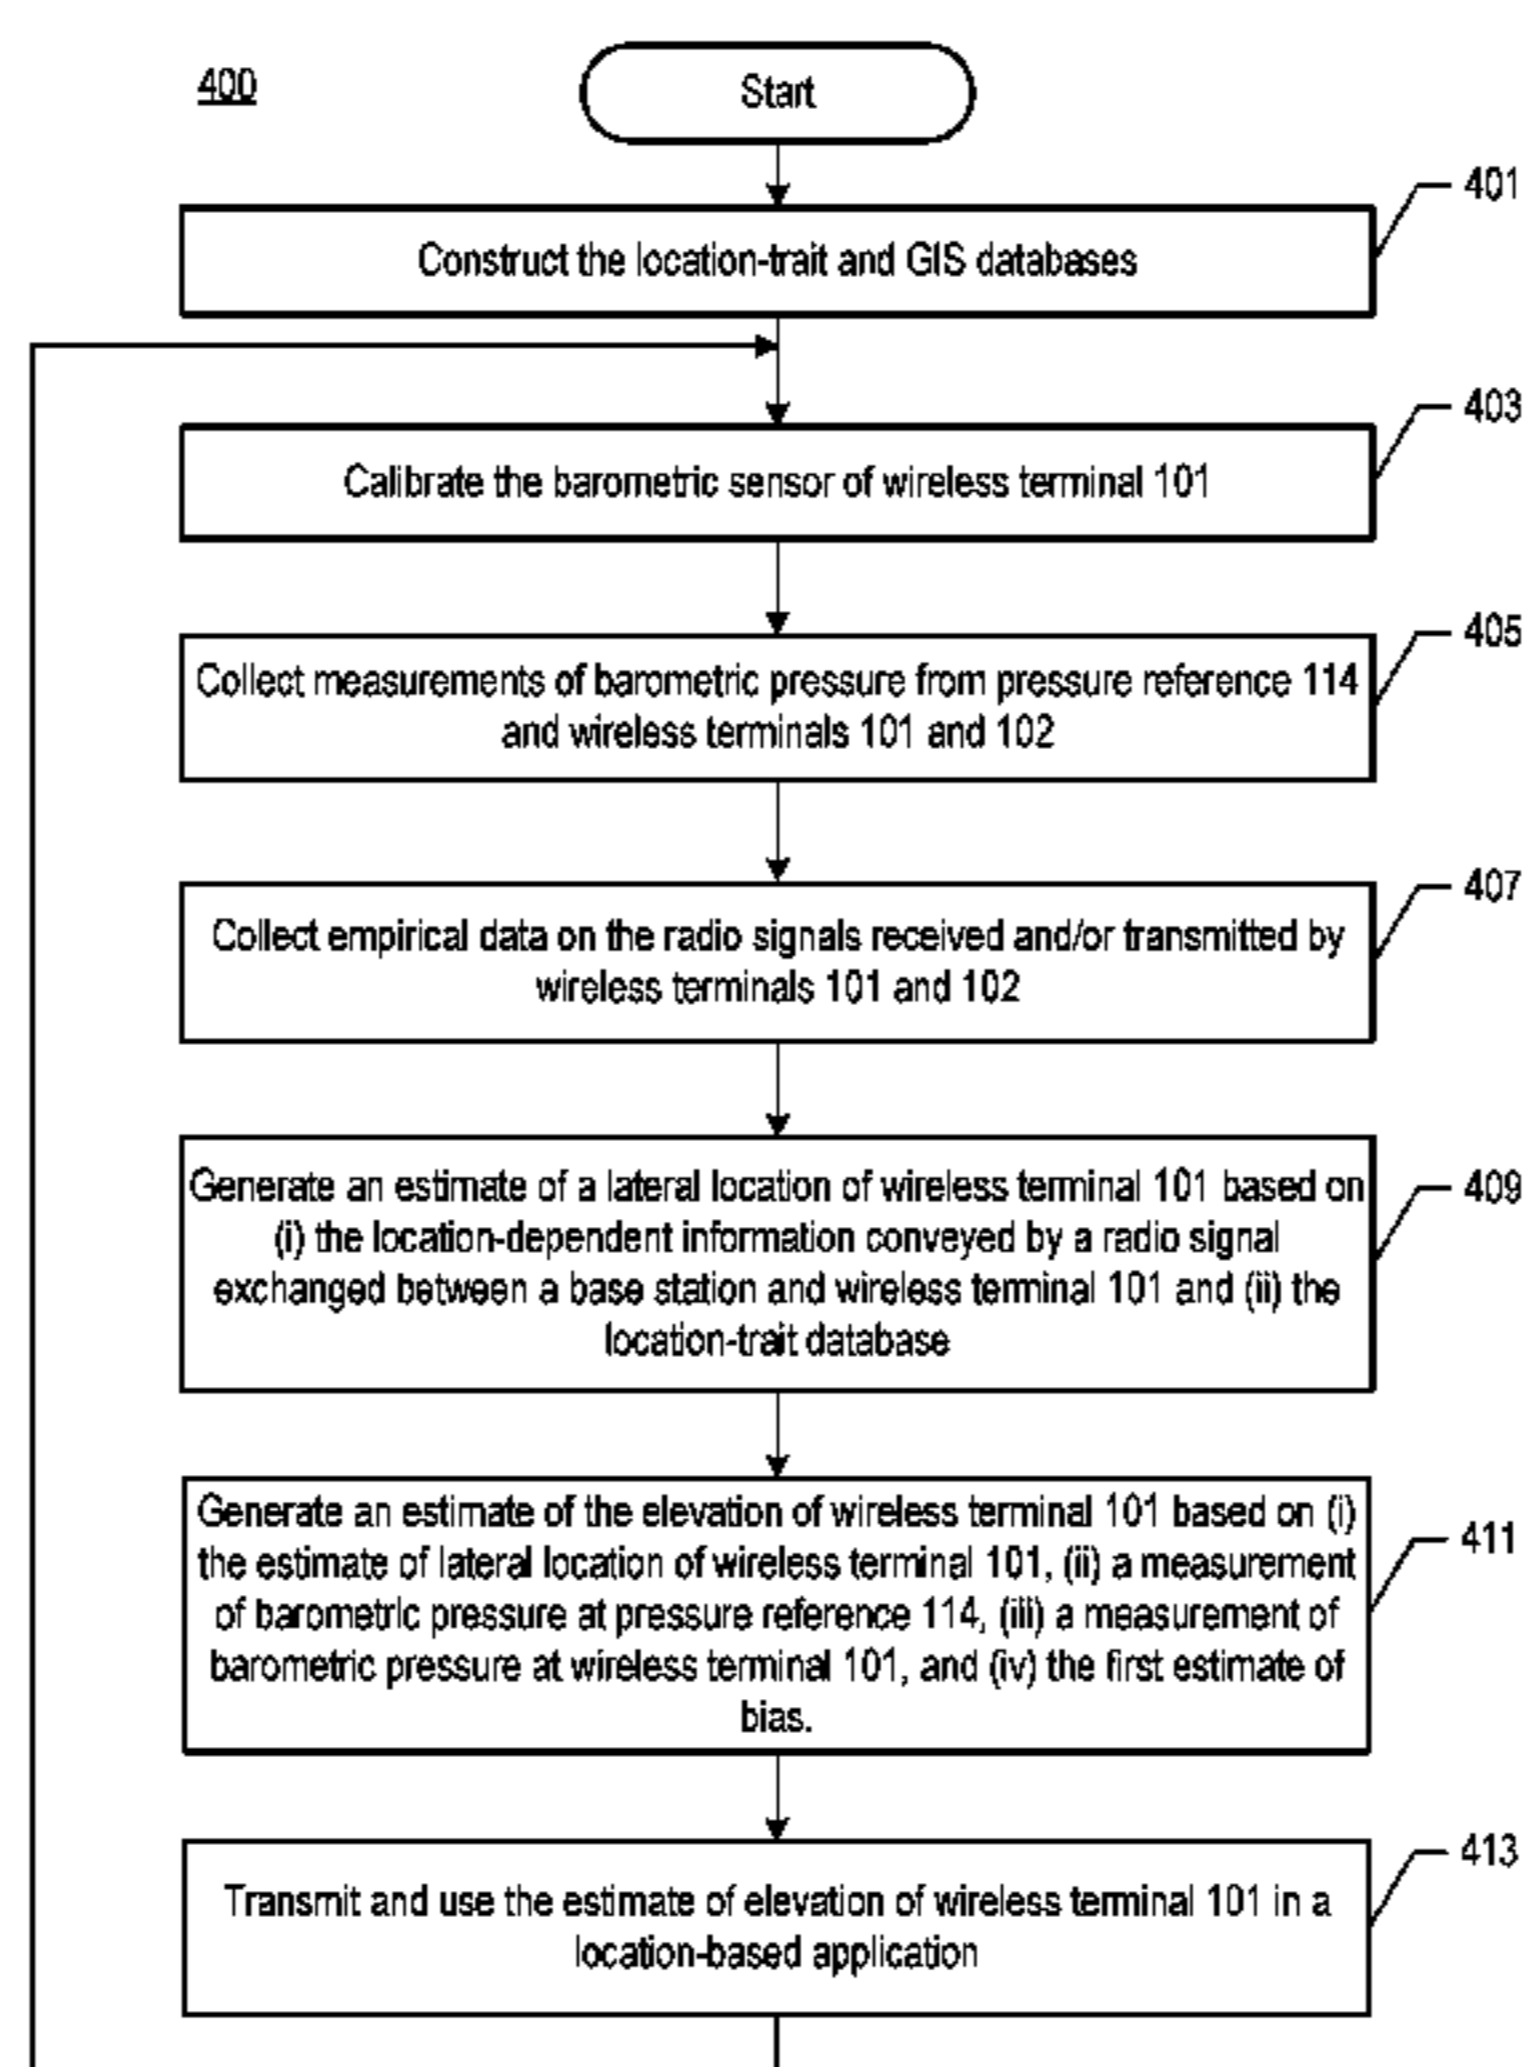 400
Start
401
Construct the location-trait and GIS databases
403
Calibrate the barometric sensor of wireless terminal 101
405
Collect measurements of barometric pressure from pressure reference 114
and wireless terminals 101 and 102
407
Collect empirical data on the radio signals received and/or transmitted by
wireless terminals 101 and 102
409
Generate an estimate of a lateral location of wireless terminal 101 based on
(i) the location-dependent information conveyed by a radio signal
exchanged between a base station and wireless terminal 101 and (ii) the
location-trait database
411
Generate an estimate of the elevation of wireless terminal 101 based on (i)
the estimate of lateral location of wireless terminal 101, (ii) a measurement
of barometric pressure at pressure reference 114, (iii) a measurement of
barometric pressure at wireless terminal 101, and (iv) the first estimate of
bias.
413
Transmit and use the estimate of elevation of wireless terminal 101 in a
location-based application